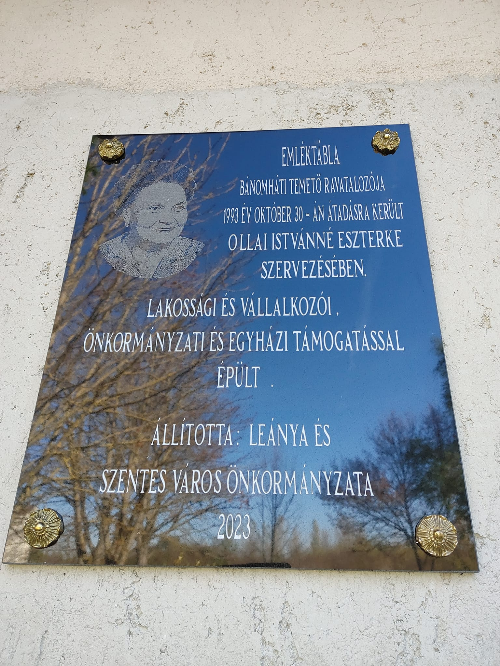 EMLÉKTÁBLA
BÁNOMHÁTI TEMETŐ RAVATALOZÓJA
1993 ÉV OKTÓBER 30 - ÁN ATADÁSRA KERÜLT
OLLAI ISTVÁNNÉ ESZTERKE
SZERVEZÉSÉBEN.
LAKOSSÁGI ÉS VÁLLALKOZÓI ,
ÖNKORMÁNYZATI ÉS EGYHÁZI TÁMOGATÁSSAL
ÉPÜLT .
ÁLLÍTOTTA: LEÁNYA ÉS
SZENTES VÁROS ÖNKORMÁNYZATA
2023